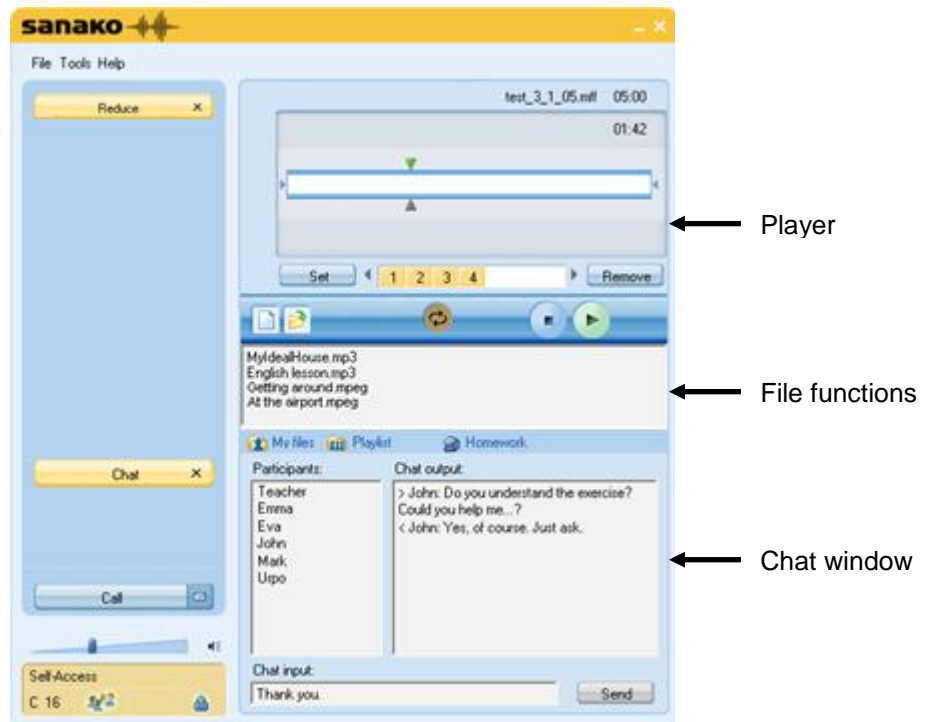 sanako
File Tools Help
Reduce
test_3_1_05.mff 05:00
01:42
Player
Set 1 2 3 4 Remove
MyIdealHouse.mp3
English lesson.mp3
Getting around.mpeg
At the airport.mpeg
File functions
My files Playlist Homework
Chat
Participants:
Teacher
Emma
Eva
John
Mark
Urpo
Chat output:
> John: Do you understand the exercise?
Could you help me...?
< John: Yes, of course. Just ask.
Chat window
Call
Self-Access
C 16
Chat input:
Thank you
Send